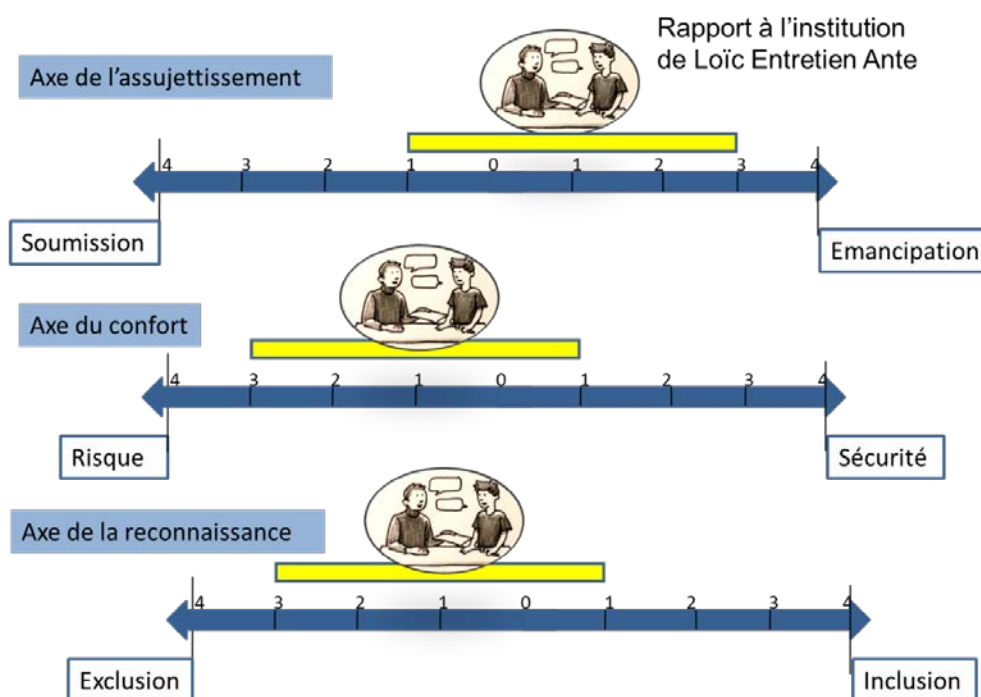 Rapport à l'institution
de Loïc Entretien Ante
Axe de l'assujettissement
4 3 2 1 0 1 2 3 4
Soumission
Emancipation
Axe du confort
4 3 2 1 0 1 2 3 4
Risque
Sécurité
Axe de la reconnaissance
4 3 2 1 0 1 2 3 4
Exclusion
Inclusion